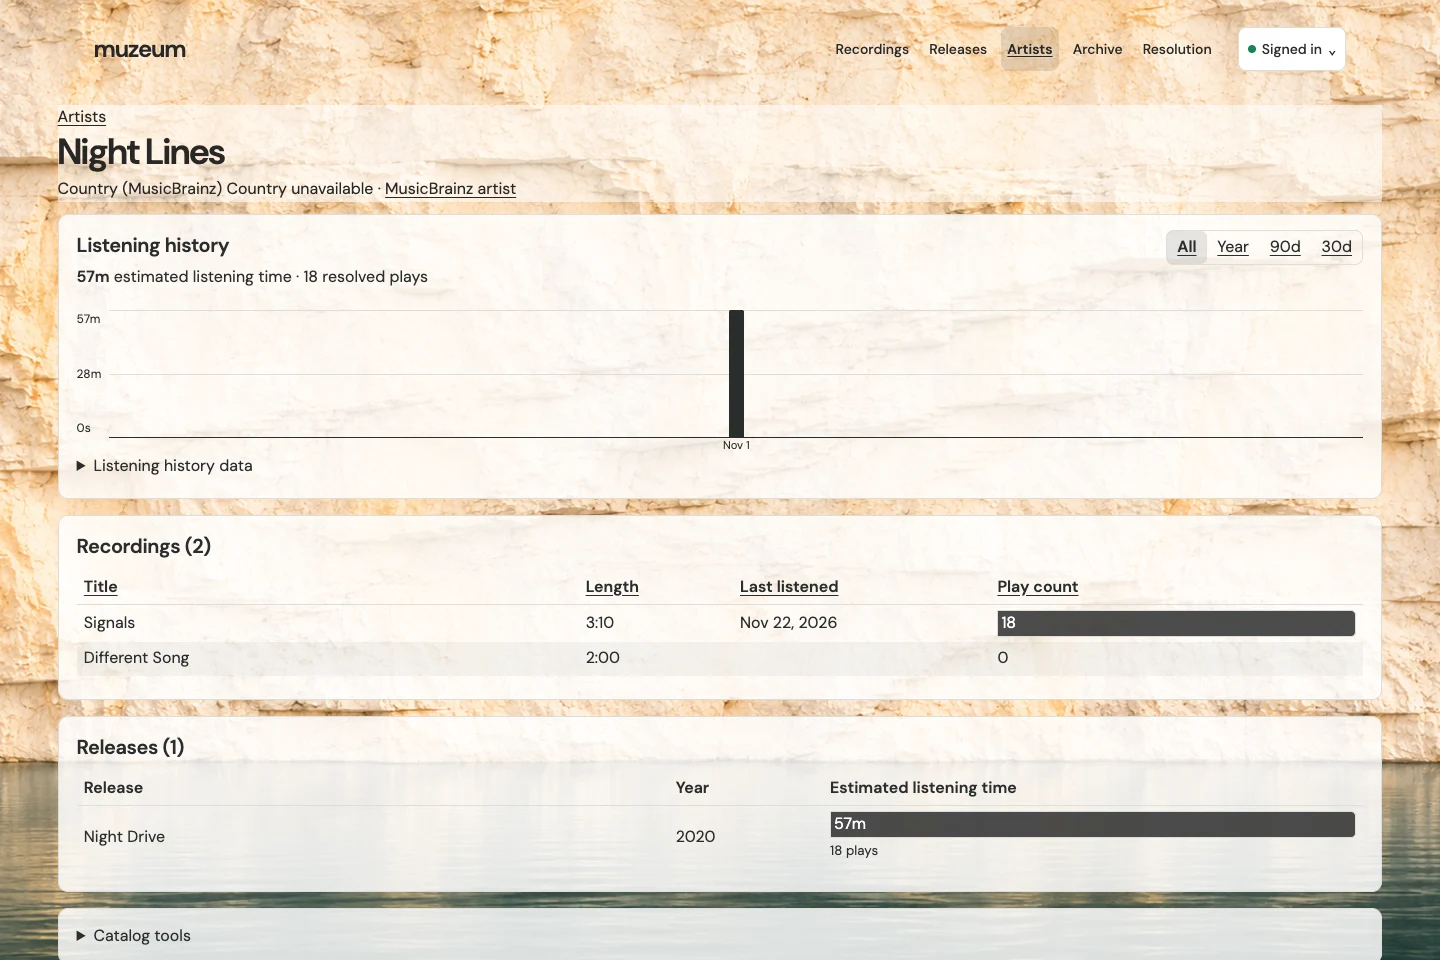 muzeum
Recordings Releases Artists Archive Resolution Signed in
Artists
Night Lines
Country (MusicBrainz) Country unavailable · MusicBrainz artist
Listening history
All Year 90d 30d
57m estimated listening time · 18 resolved plays
57m
28m
0s
Nov 1
Listening history data
Recordings (2)
Title Length Last listened Play count
Signals 3:10 Nov 22, 2026 18
Different Song 2:00 0
Releases (1)
Release Year Estimated listening time
Night Drive 2020 57m
18 plays
Catalog tools